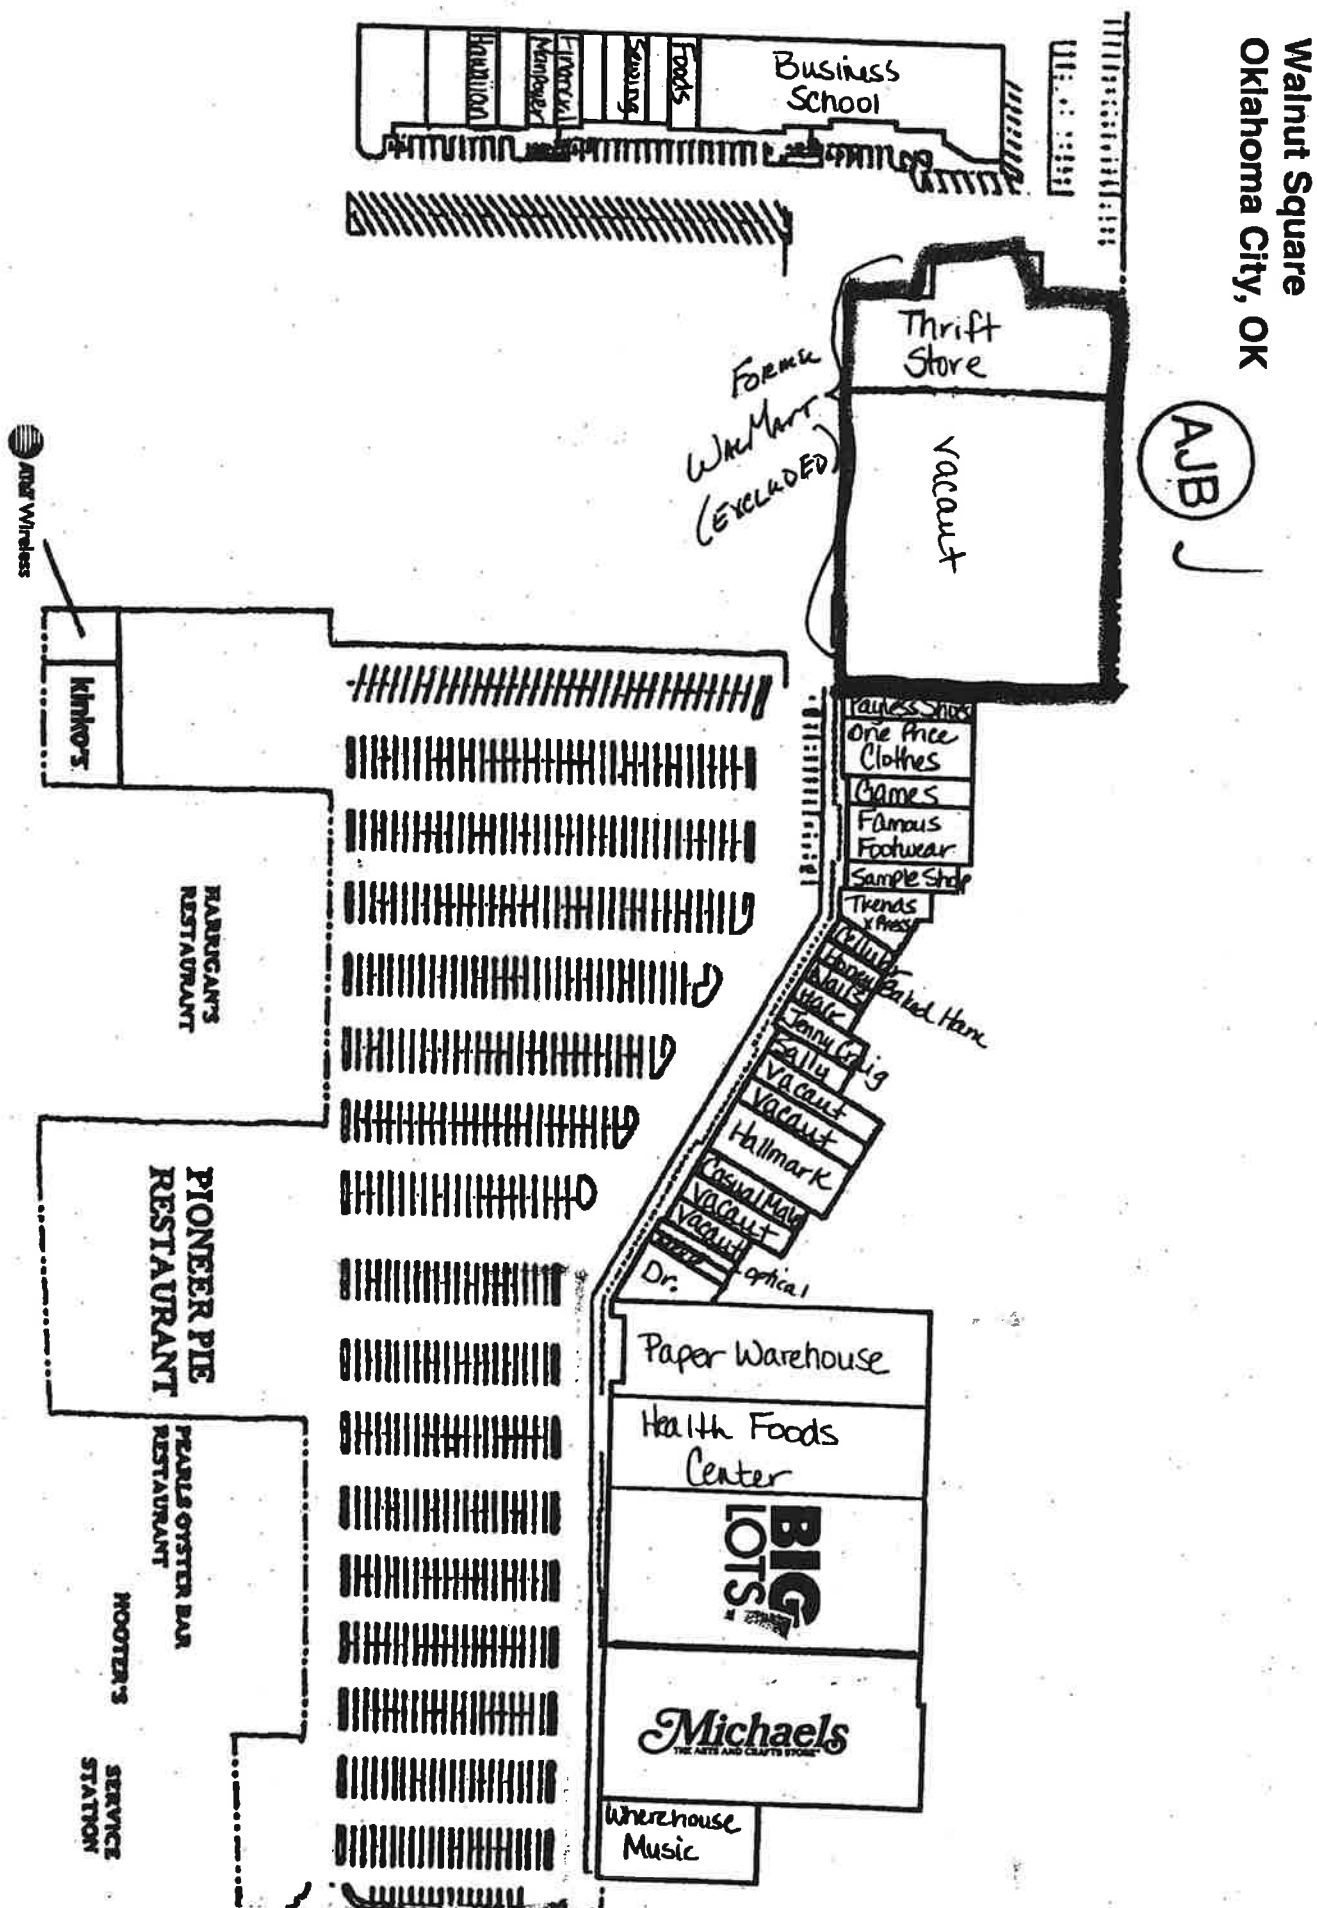 Walnut Square
Oklahoma City, OK
AJB
Business
School
Foods
Sewing
Financial
ManPower
Hawaiian
Thrift
Store
vacant
Former
WalMart
(EXCLUDED)
Payless Shoes
One Price
Clothes
Games
Famous
Footwear
Sample Shop
Trends
X Press
Cellular
Honey Baked Ham
Nails
Hair
Jenny Craig
Sally
vacant
vacant
Hallmark
Casual Male
vacant
vacant
optical
Dr.
Paper Warehouse
Health Foods
Center
BIG
LOTS
Michaels
THE ARTS AND CRAFTS STORE
Wherehouse
Music
AT&T Wireless
kinko's
HARRIGAN'S
RESTAURANT
PIONEER PIE
RESTAURANT
PEARLS OYSTER BAR
RESTAURANT
HOOTER'S
SERVICE
STATION